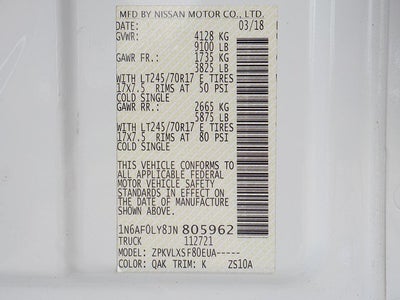 MFD BY NISSAN MOTOR CO., LTD.
DATE: 03/18
GVWR: 4128 KG
9100 LB
GAWR FR.: 1735 KG
3825 LB
WITH LT245/70R17 E TIRES
17X7.5 RIMS AT 50 PSI
COLD SINGLE
GAWR RR.: 2665 KG
5875 LB
WITH LT245/70R17 E TIRES
17X7.5 RIMS AT 80 PSI
COLD SINGLE
THIS VEHICLE CONFORMS TO
ALL APPLICABLE FEDERAL
MOTOR VEHICLE SAFETY
STANDARDS IN EFFECT ON
THE DATE OF MANUFACTURE
SHOWN ABOVE.
1N6AF0LY8JN 805962
TRUCK 112721
MODEL: ZPKVLXSF80EUA-----
COLOR: QAK TRIM: K ZS10A